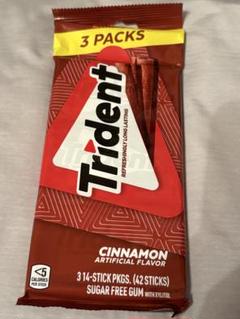 3 PACKS
Trident
REFRESHINGLY LONG LASTING
CINNAMON
ARTIFICIAL FLAVOR
3 14-STICK PKGS. (42 STICKS)
SUGAR FREE GUM WITH XYLITOL
<5
CALORIES
PER STICK